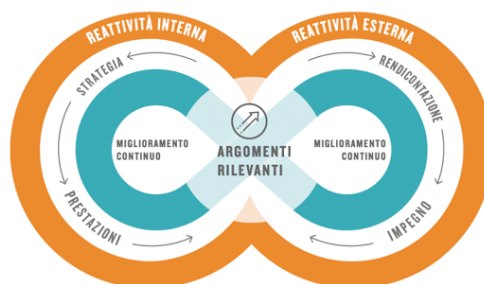 REATTIVITÀ INTERNA
REATTIVITÀ ESTERNA
STRATEGIA
RENDICONTAZIONE
MIGLIORAMENTO
CONTINUO
ARGOMENTI
RILEVANTI
MIGLIORAMENTO
CONTINUO
PRESTAZIONI
IMPEGNO